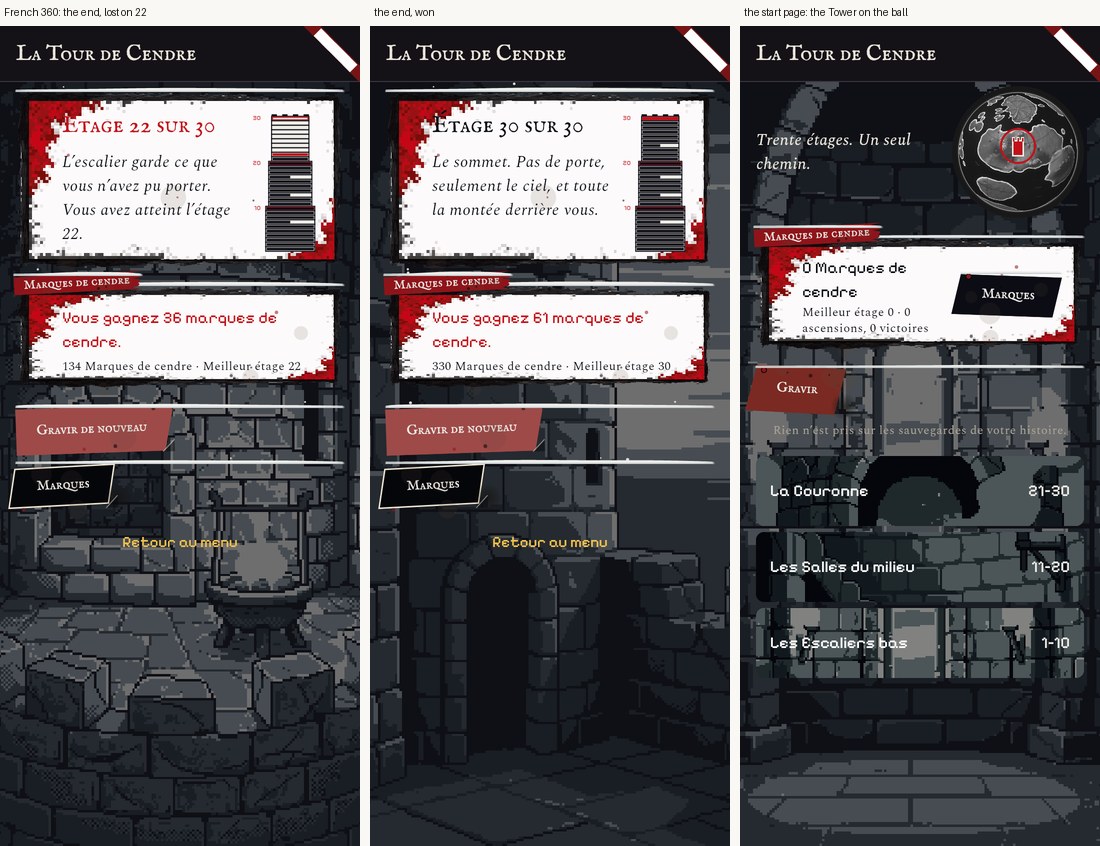 French 360: the end, lost on 22
La Tour de Cendre
Étage 22 sur 30
L'escalier garde ce que
vous n'avez pu porter.
Vous avez atteint l'étage
22.
30
20
10
Marques de cendre
Vous gagnez 36 marques de
cendre.
134 Marques de cendre · Meilleur étage 22
Gravir de nouveau
Marques
Retour au menu
the end, won
La Tour de Cendre
Étage 30 sur 30
Le sommet. Pas de porte,
seulement le ciel, et toute
la montée derrière vous.
30
20
10
Marques de cendre
Vous gagnez 61 marques de
cendre.
330 Marques de cendre · Meilleur étage 30
Gravir de nouveau
Marques
Retour au menu
the start page: the Tower on the ball
La Tour de Cendre
Trente étages. Un seul
chemin.
Marques de cendre
0 Marques de
cendre
Meilleur étage 0 · 0
ascensions, 0 victoires
Marques
Gravir
Rien n'est pris sur les sauvegardes de votre histoire.
La Couronne
21-30
Les Salles du milieu
11-20
Les Escaliers bas
1-10